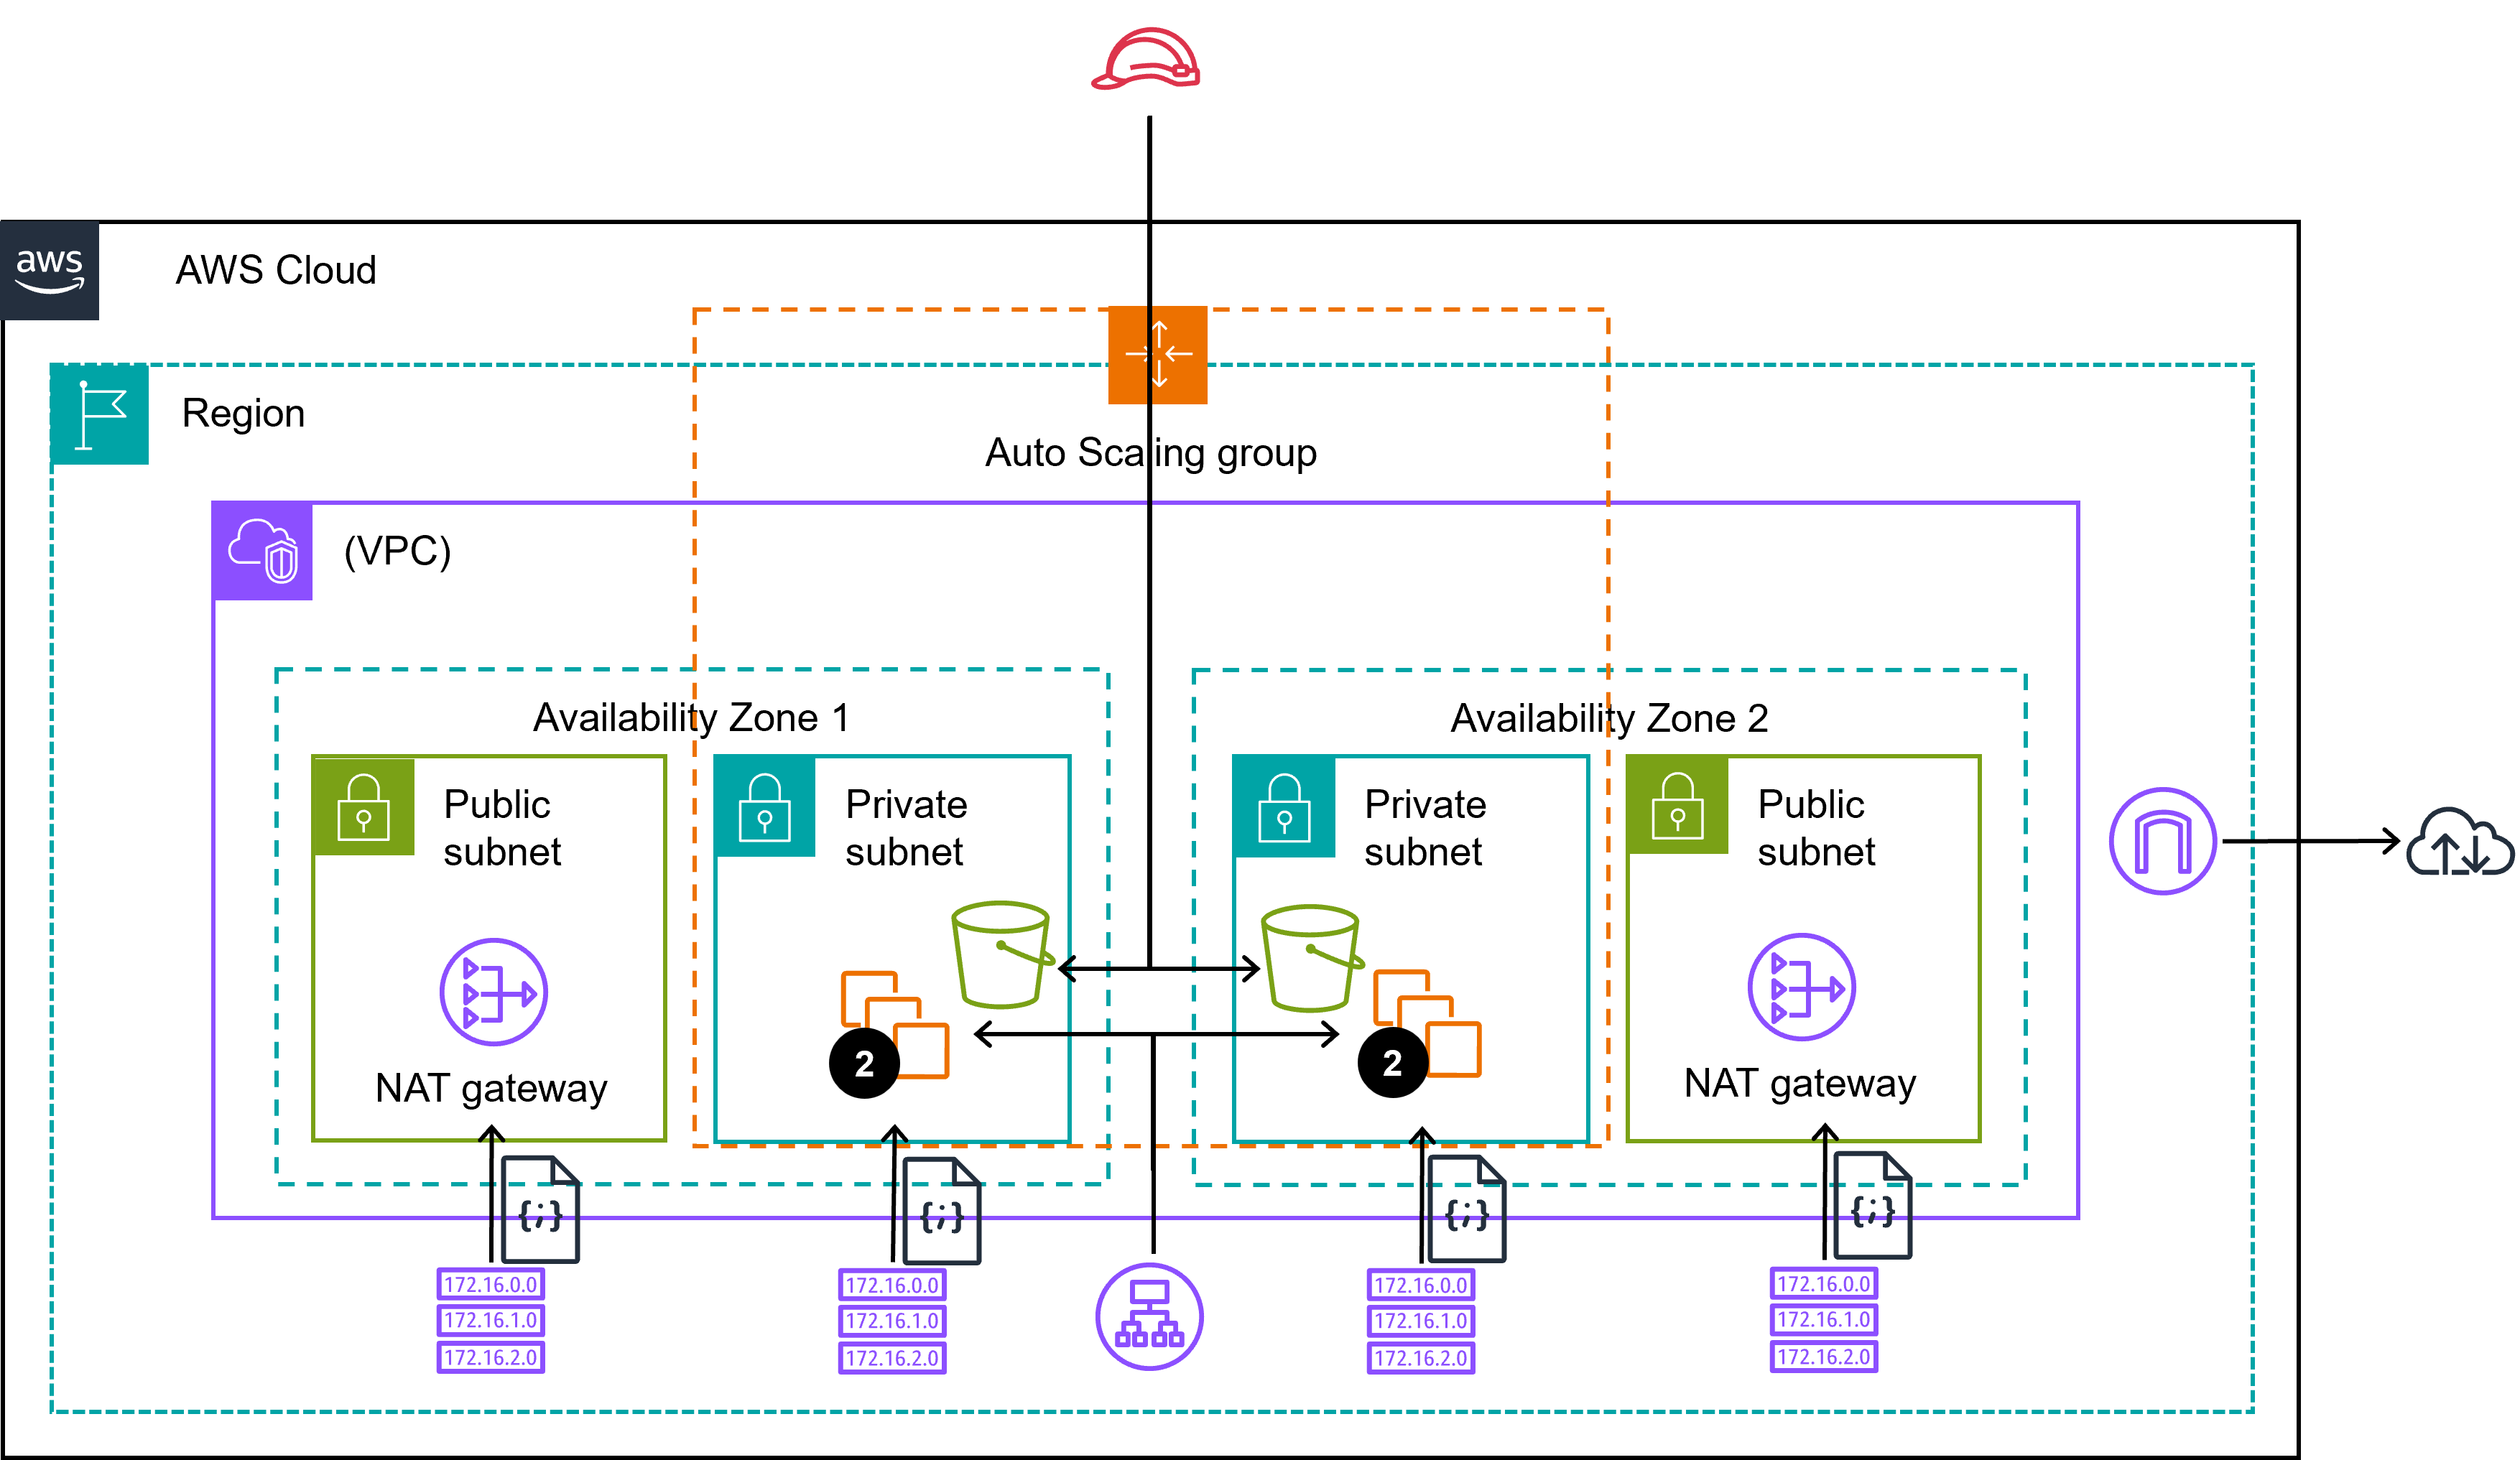 aws
AWS Cloud
Region
Auto Scaling group
(VPC)
Availability Zone 1
Availability Zone 2
Public
subnet
Private
subnet
Private
subnet
Public
subnet
2
2
NAT gateway
NAT gateway
{;}
{;}
{;}
{;}
172.16.0.0
172.16.1.0
172.16.2.0
172.16.0.0
172.16.1.0
172.16.2.0
172.16.0.0
172.16.1.0
172.16.2.0
172.16.0.0
172.16.1.0
172.16.2.0